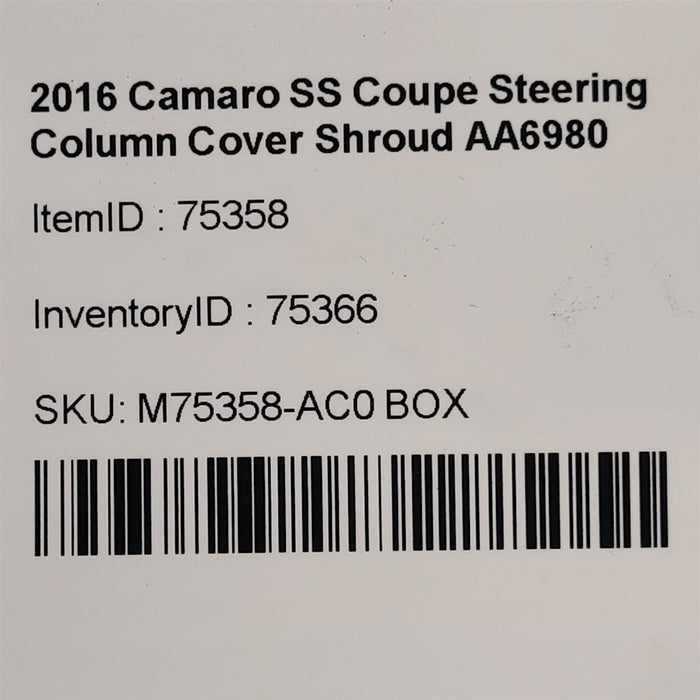 2016 Camaro SS Coupe Steering
Column Cover Shroud AA6980
ItemID : 75358
InventoryID : 75366
SKU: M75358-AC0 BOX